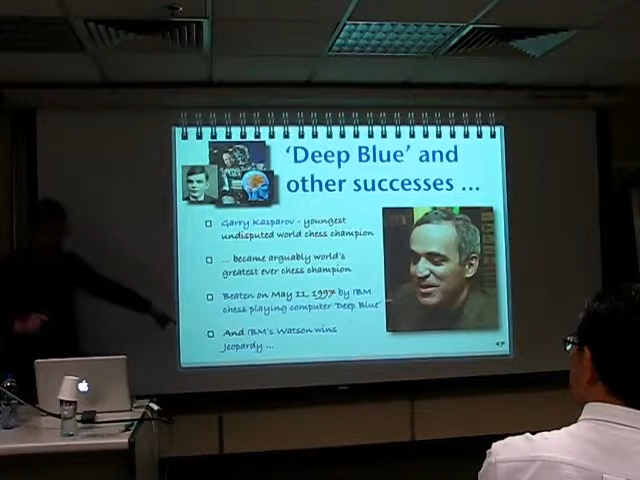 'Deep Blue' and
other successes ...
Garry Kasparov - youngest
undisputed world chess champion
... became arguably world's
greatest ever chess champion
Beaten on May 11, 1997 by IBM
chess playing computer 'Deep Blue'
And IBM's Watson wins
Jeopardy ...